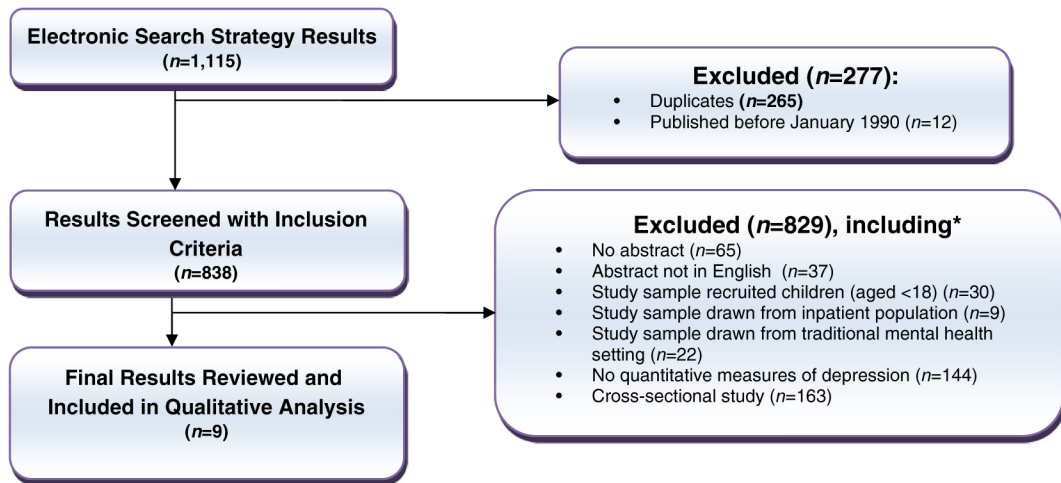 Electronic Search Strategy Results
(n=1,115)
Excluded (n=277):
• Duplicates (n=265)
• Published before January 1990 (n=12)
Results Screened with Inclusion
Criteria
(n=838)
Excluded (n=829), including*
• No abstract (n=65)
• Abstract not in English (n=37)
• Study sample recruited children (aged <18) (n=30)
• Study sample drawn from inpatient population (n=9)
• Study sample drawn from traditional mental health
setting (n=22)
• No quantitative measures of depression (n=144)
• Cross-sectional study (n=163)
Final Results Reviewed and
Included in Qualitative Analysis
(n=9)